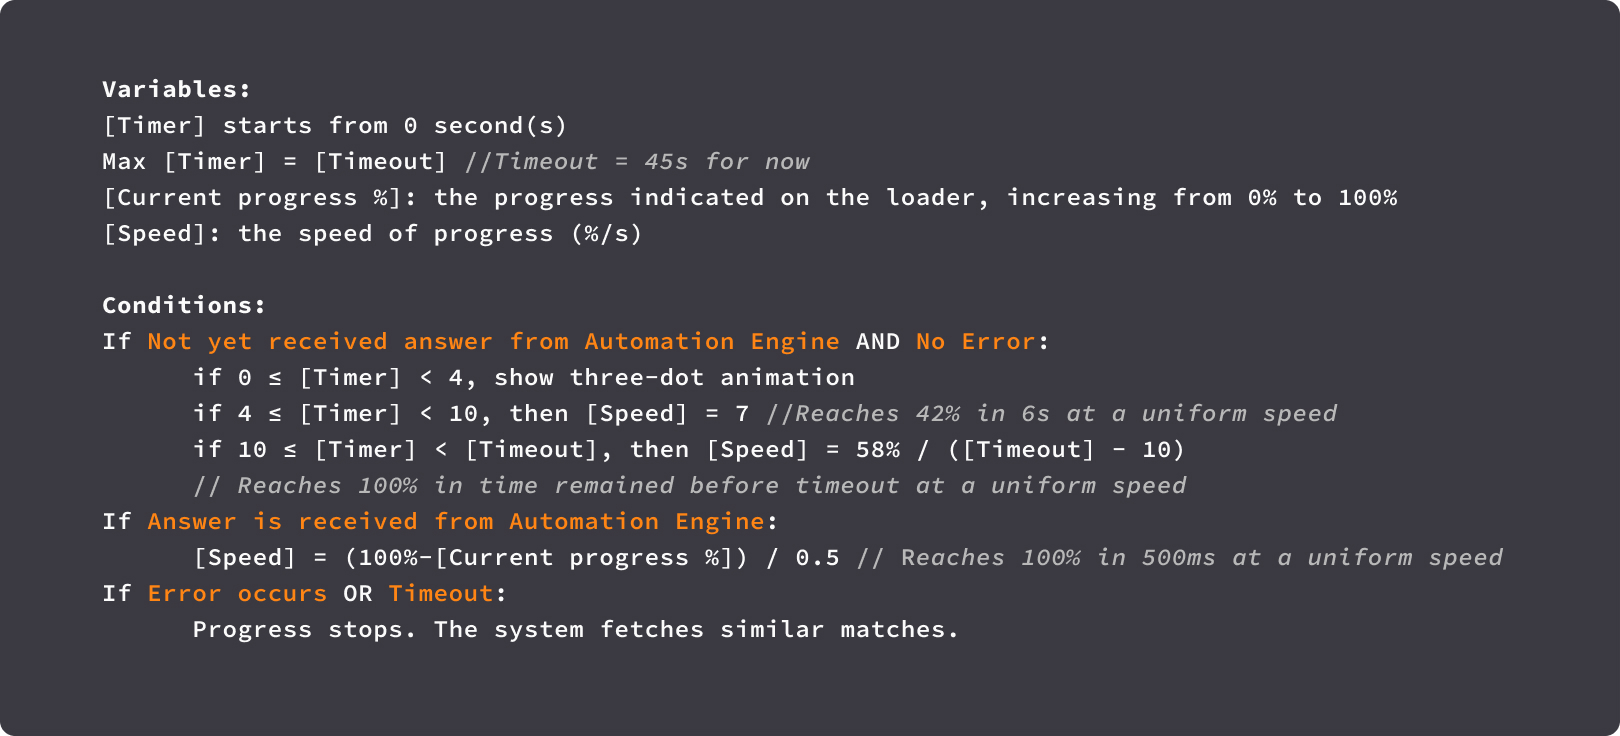 Variables:
[Timer] starts from 0 second(s)
Max [Timer] = [Timeout] //Timeout = 45s for now
[Current progress %]: the progress indicated on the loader, increasing from 0% to 100%
[Speed]: the speed of progress (%/s)
Conditions:
If Not yet received answer from Automation Engine AND No Error:
if 0 ≤ [Timer] < 4, show three-dot animation
if 4 ≤ [Timer] < 10, then [Speed] = 7 //Reaches 42% in 6s at a uniform speed
if 10 ≤ [Timer] < [Timeout], then [Speed] = 58% / ([Timeout] - 10)
// Reaches 100% in time remained before timeout at a uniform speed
If Answer is received from Automation Engine:
[Speed] = (100%-[Current progress %]) / 0.5 // Reaches 100% in 500ms at a uniform speed
If Error occurs OR Timeout:
Progress stops. The system fetches similar matches.